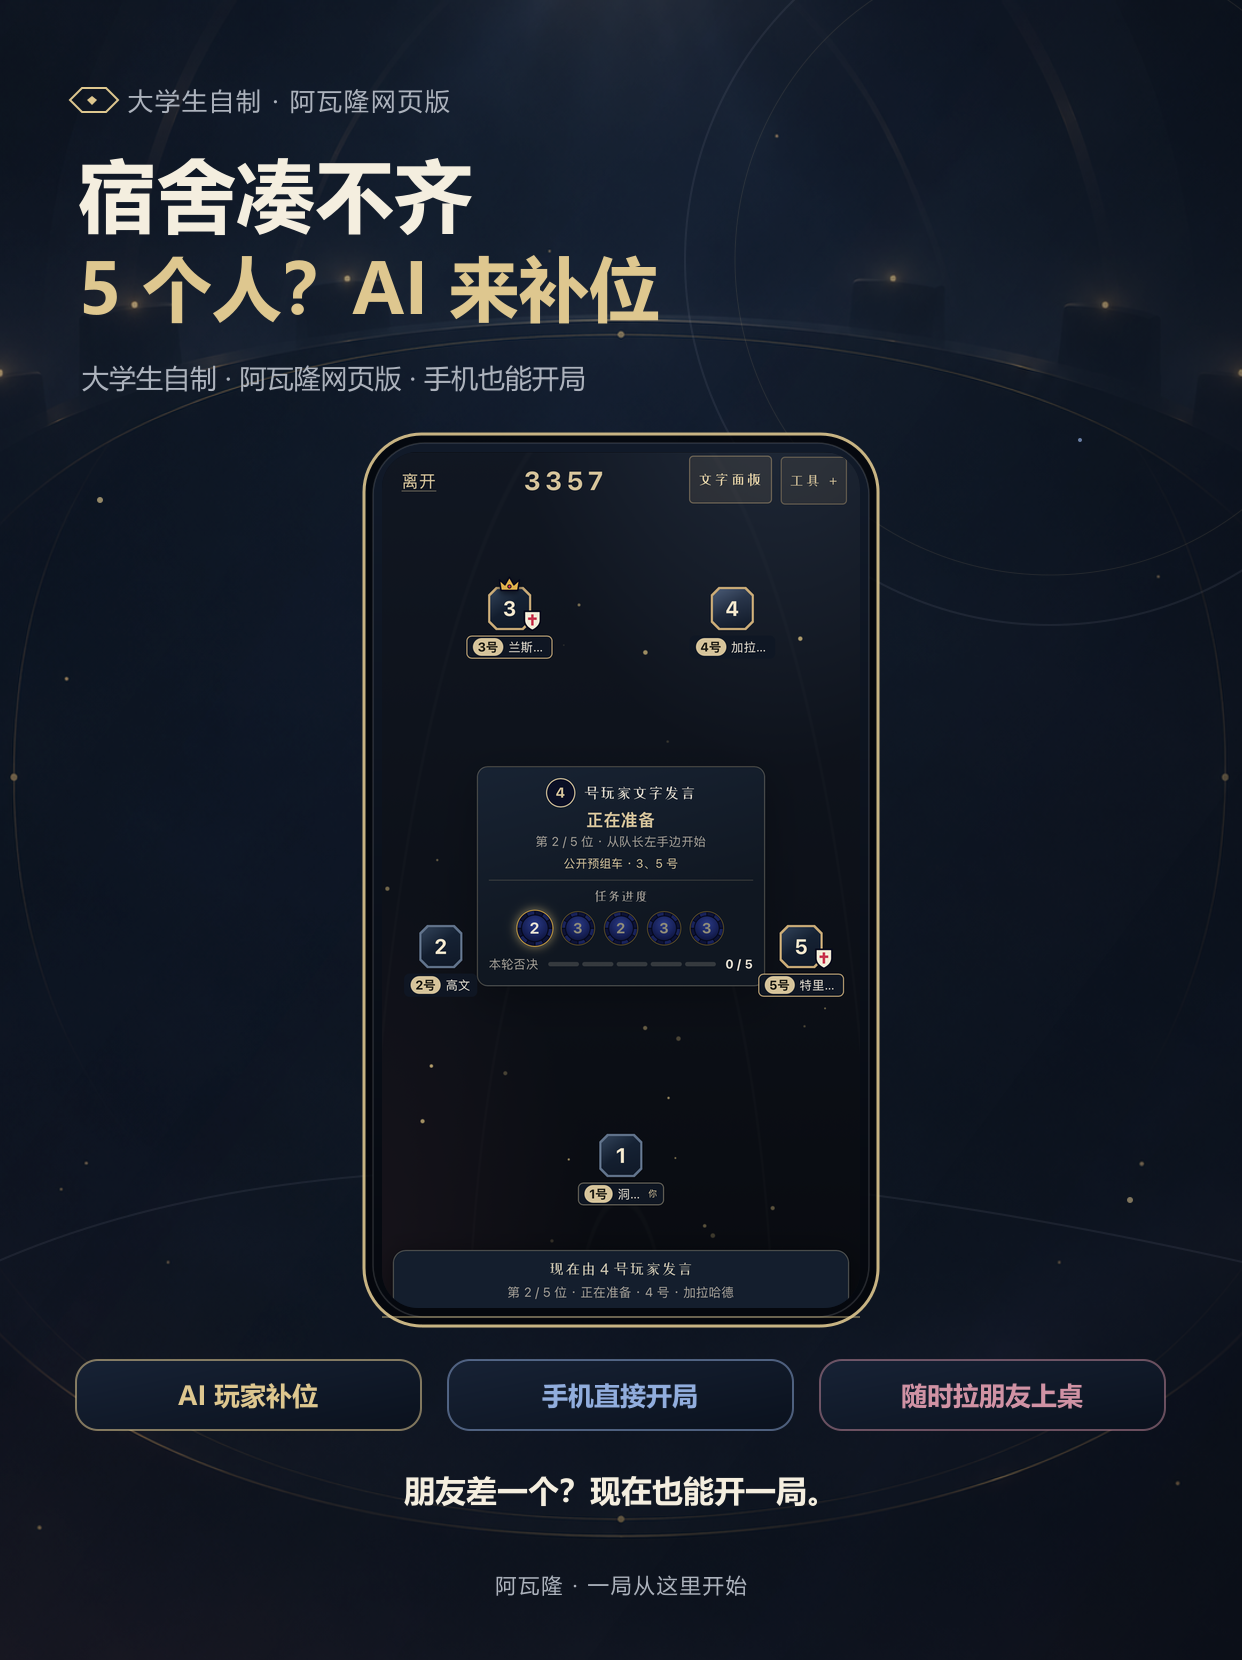 大学生自制 · 阿瓦隆网页版
宿舍凑不齐
5 个人？AI 来补位
大学生自制 · 阿瓦隆网页版 · 手机也能开局
离开
3357
文字面板
工具 +
3
3号 兰斯...
4
4号 加拉...
4 号玩家文字发言
正在准备
第 2 / 5 位 · 从队长左手边开始
公开预组车 · 3、5 号
任务进度
2 3 2 3 3
本轮否决 0 / 5
2
2号 高文
5
5号 特里...
1
1号 洞... 你
现在由 4 号玩家发言
第 2 / 5 位 · 正在准备 · 4 号 · 加拉哈德
AI 玩家补位
手机直接开局
随时拉朋友上桌
朋友差一个？现在也能开一局。
阿瓦隆 · 一局从这里开始